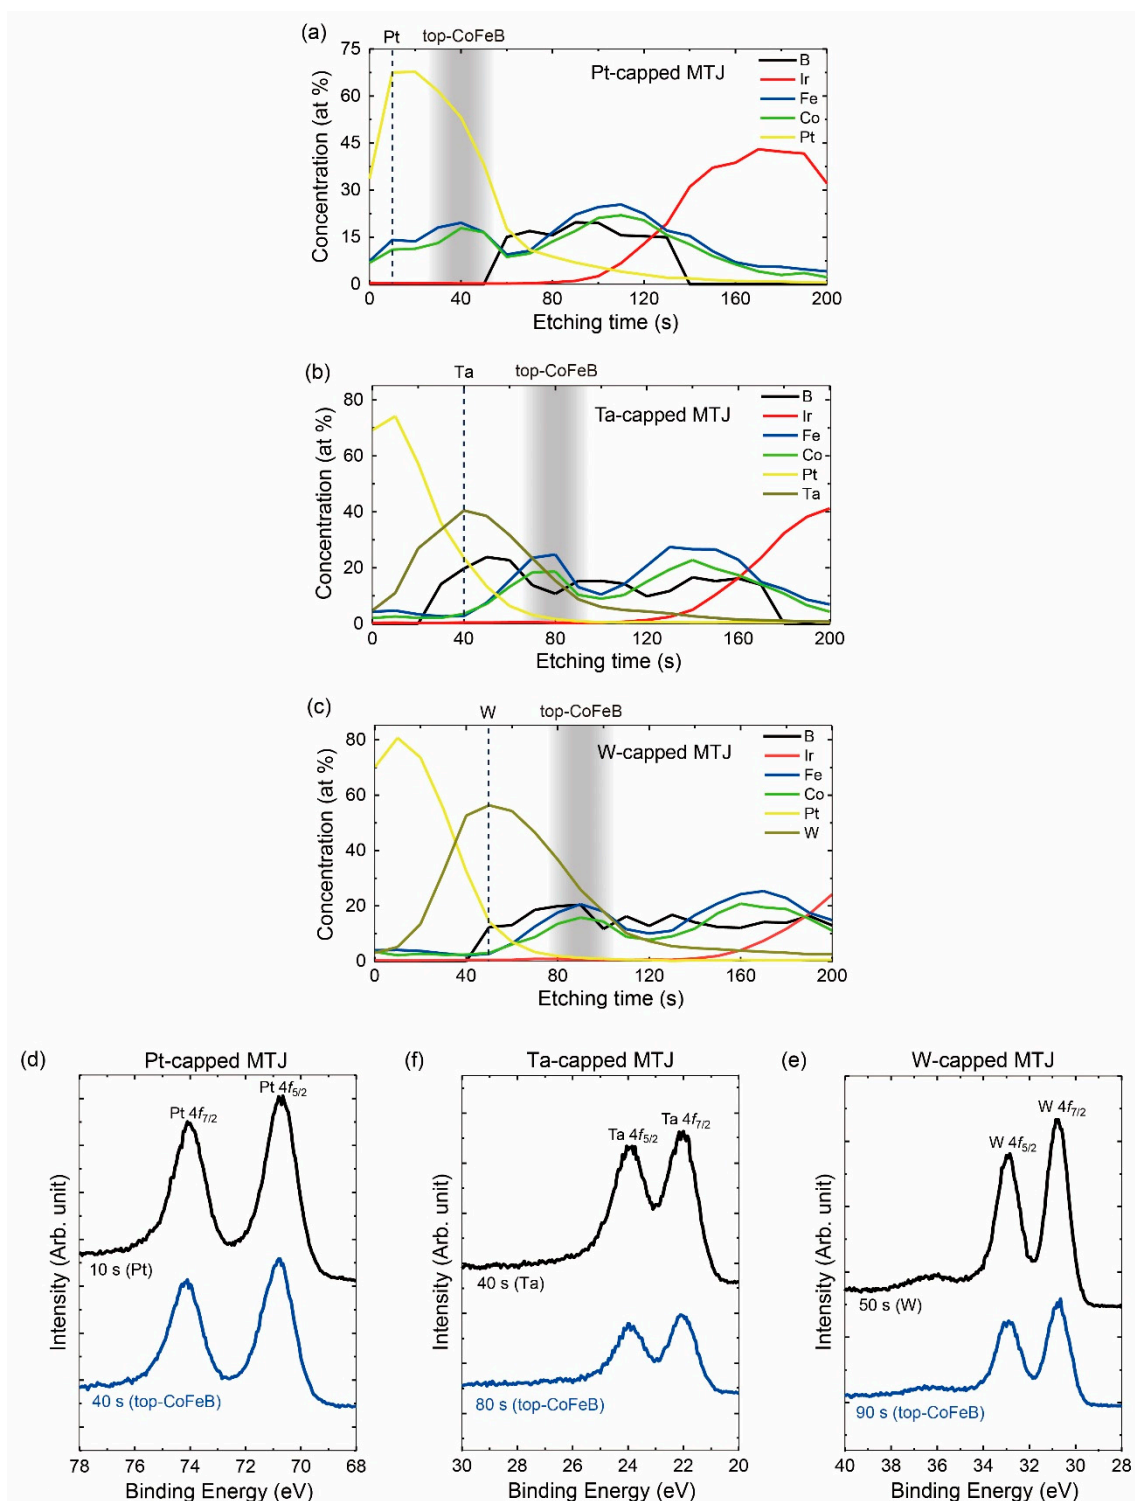 (a)
Pt
top-CoFeB
Pt-capped MTJ
B
Ir
Fe
Co
Pt
Concentration (at %)
75
60
45
30
15
0
0 40 80 120 160 200
Etching time (s)
(b)
Ta
top-CoFeB
Ta-capped MTJ
B
Ir
Fe
Co
Pt
Ta
Concentration (at %)
80
60
40
20
0
0 40 80 120 160 200
Etching time (s)
(c)
W
top-CoFeB
W-capped MTJ
B
Ir
Fe
Co
Pt
W
Concentration (at %)
80
60
40
20
0
0 40 80 120 160 200
Etching time (s)
(d)
Pt-capped MTJ
Pt 4f7/2
Pt 4f5/2
10 s (Pt)
40 s (top-CoFeB)
Intensity (Arb. unit)
78 76 74 72 70 68
Binding Energy (eV)
(f)
Ta-capped MTJ
Ta 4f5/2
Ta 4f7/2
40 s (Ta)
80 s (top-CoFeB)
Intensity (Arb. unit)
30 28 26 24 22 20
Binding Energy (eV)
(e)
W-capped MTJ
W 4f5/2
W 4f7/2
50 s (W)
90 s (top-CoFeB)
Intensity (Arb. unit)
40 38 36 34 32 30 28
Binding Energy (eV)